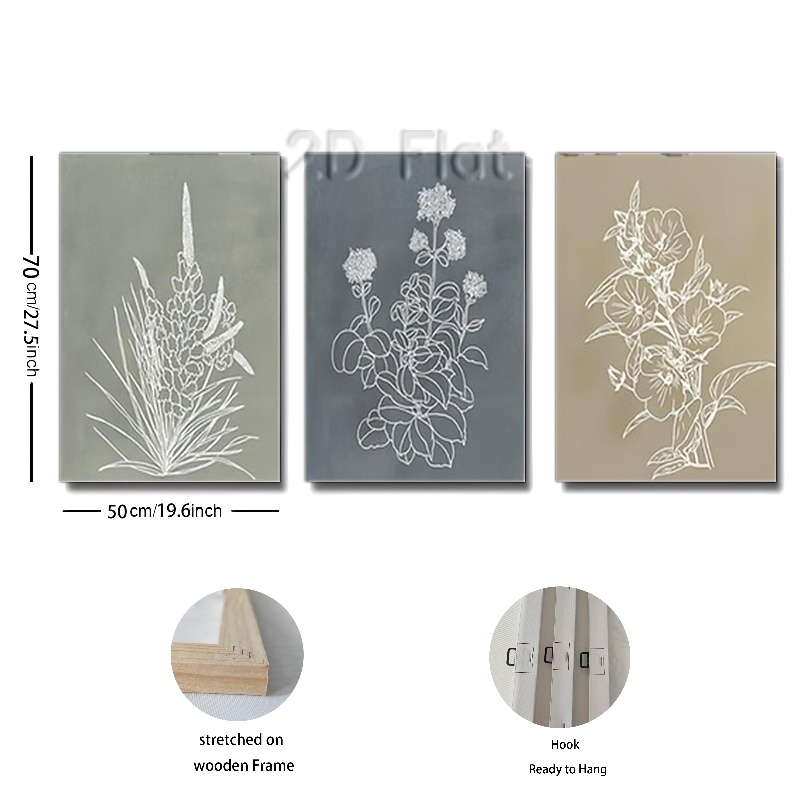 2D Flat
70 cm/27.5inch
50 cm/19.6inch
stretched on
wooden Frame
Hook
Ready to Hang